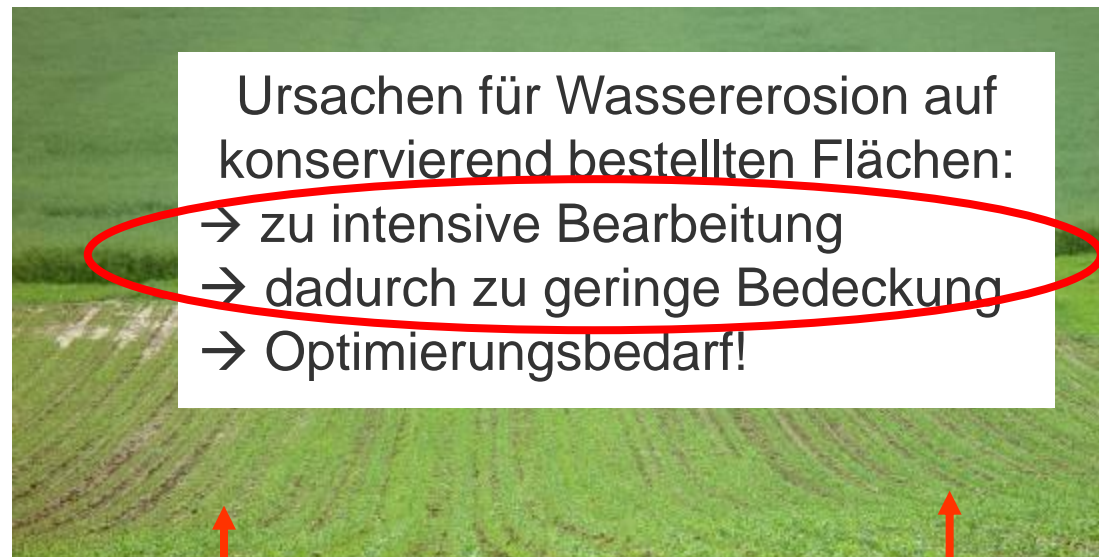 Ursachen für Wassererosion auf
konservierend bestellten Flächen:
→ zu intensive Bearbeitung
→ dadurch zu geringe Bedeckung
→ Optimierungsbedarf!